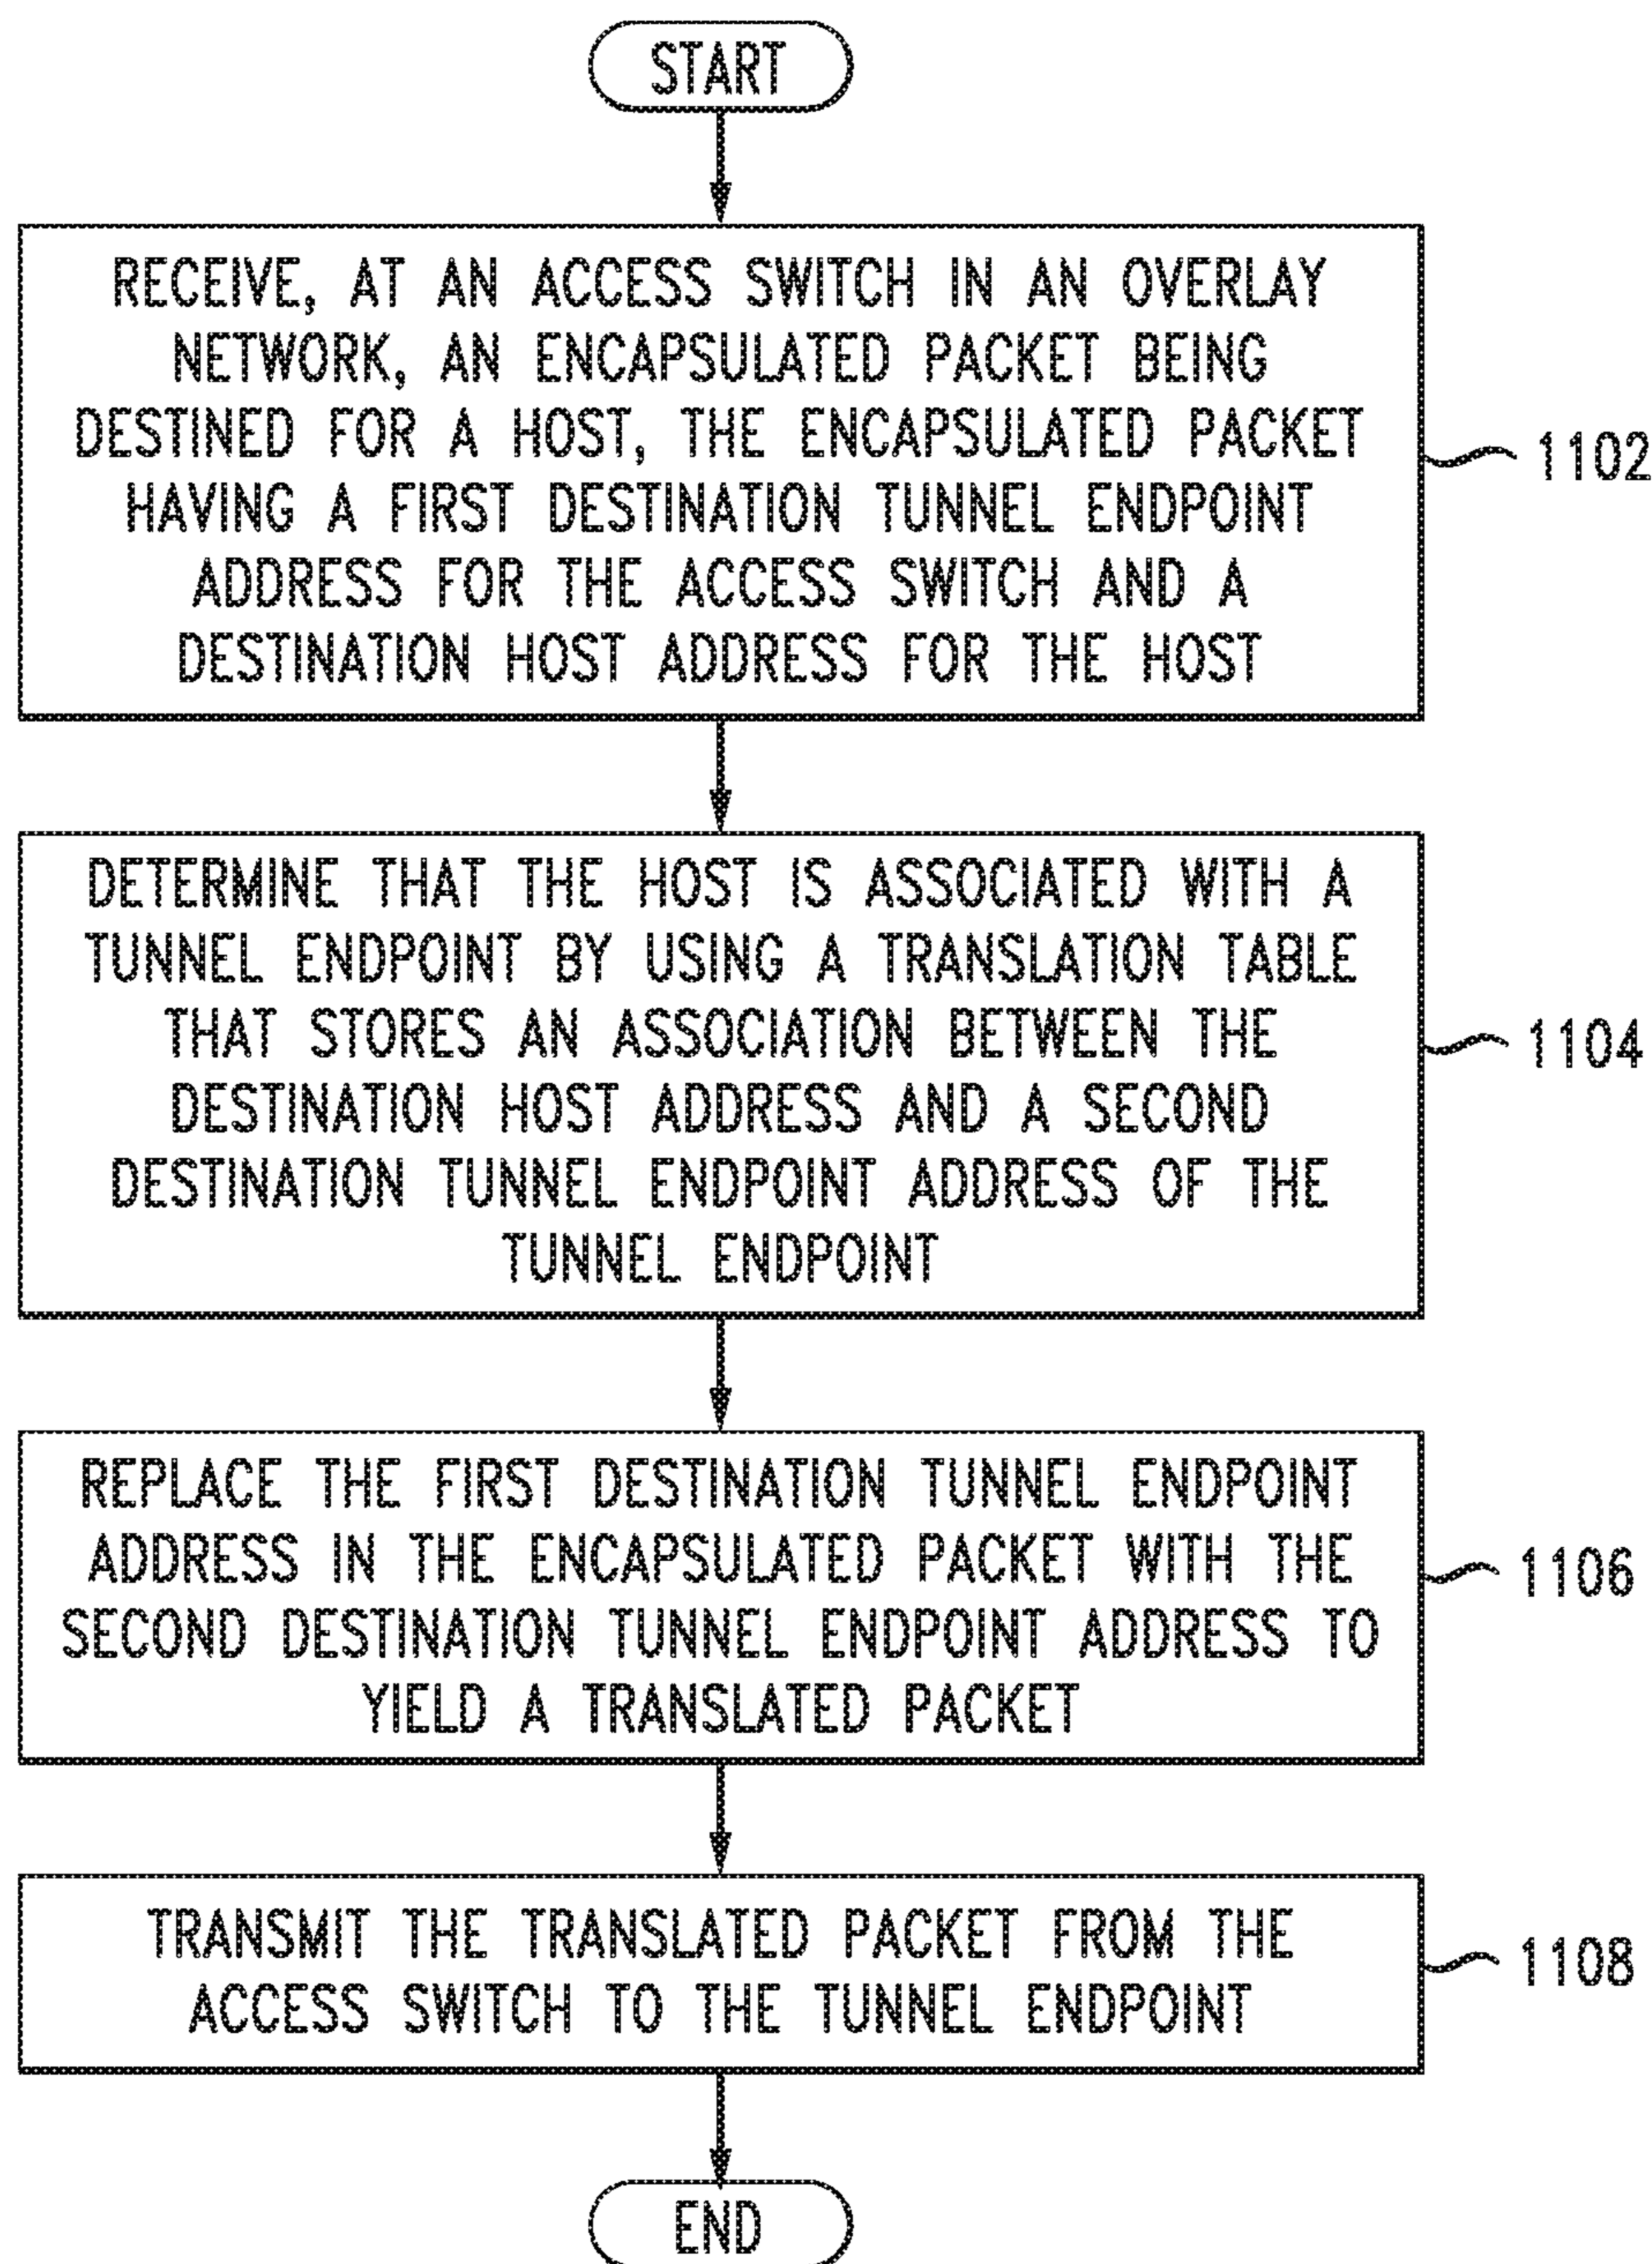 START
RECEIVE, AT AN ACCESS SWITCH IN AN OVERLAY
NETWORK, AN ENCAPSULATED PACKET BEING
DESTINED FOR A HOST, THE ENCAPSULATED PACKET
HAVING A FIRST DESTINATION TUNNEL ENDPOINT
ADDRESS FOR THE ACCESS SWITCH AND A
DESTINATION HOST ADDRESS FOR THE HOST
1102
DETERMINE THAT THE HOST IS ASSOCIATED WITH A
TUNNEL ENDPOINT BY USING A TRANSLATION TABLE
THAT STORES AN ASSOCIATION BETWEEN THE
DESTINATION HOST ADDRESS AND A SECOND
DESTINATION TUNNEL ENDPOINT ADDRESS OF THE
TUNNEL ENDPOINT
1104
REPLACE THE FIRST DESTINATION TUNNEL ENDPOINT
ADDRESS IN THE ENCAPSULATED PACKET WITH THE
SECOND DESTINATION TUNNEL ENDPOINT ADDRESS TO
YIELD A TRANSLATED PACKET
1106
TRANSMIT THE TRANSLATED PACKET FROM THE
ACCESS SWITCH TO THE TUNNEL ENDPOINT
1108
END